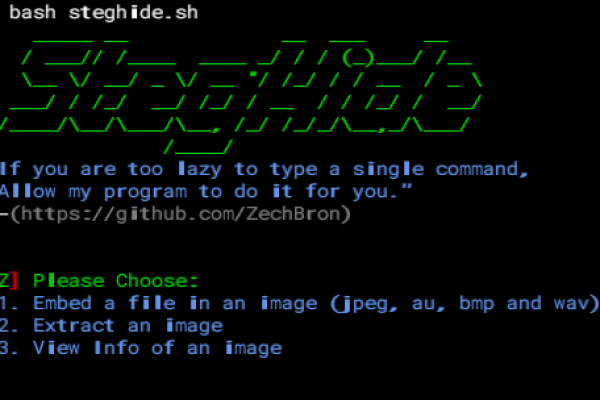 bash steghide.sh
StegHide
If you are too lazy to type a single command,
Allow my program to do it for you."
-(https://github.com/ZechBron)
Z] Please Choose:
1. Embed a file in an image (jpeg, au, bmp and wav)
2. Extract an image
3. View Info of an image